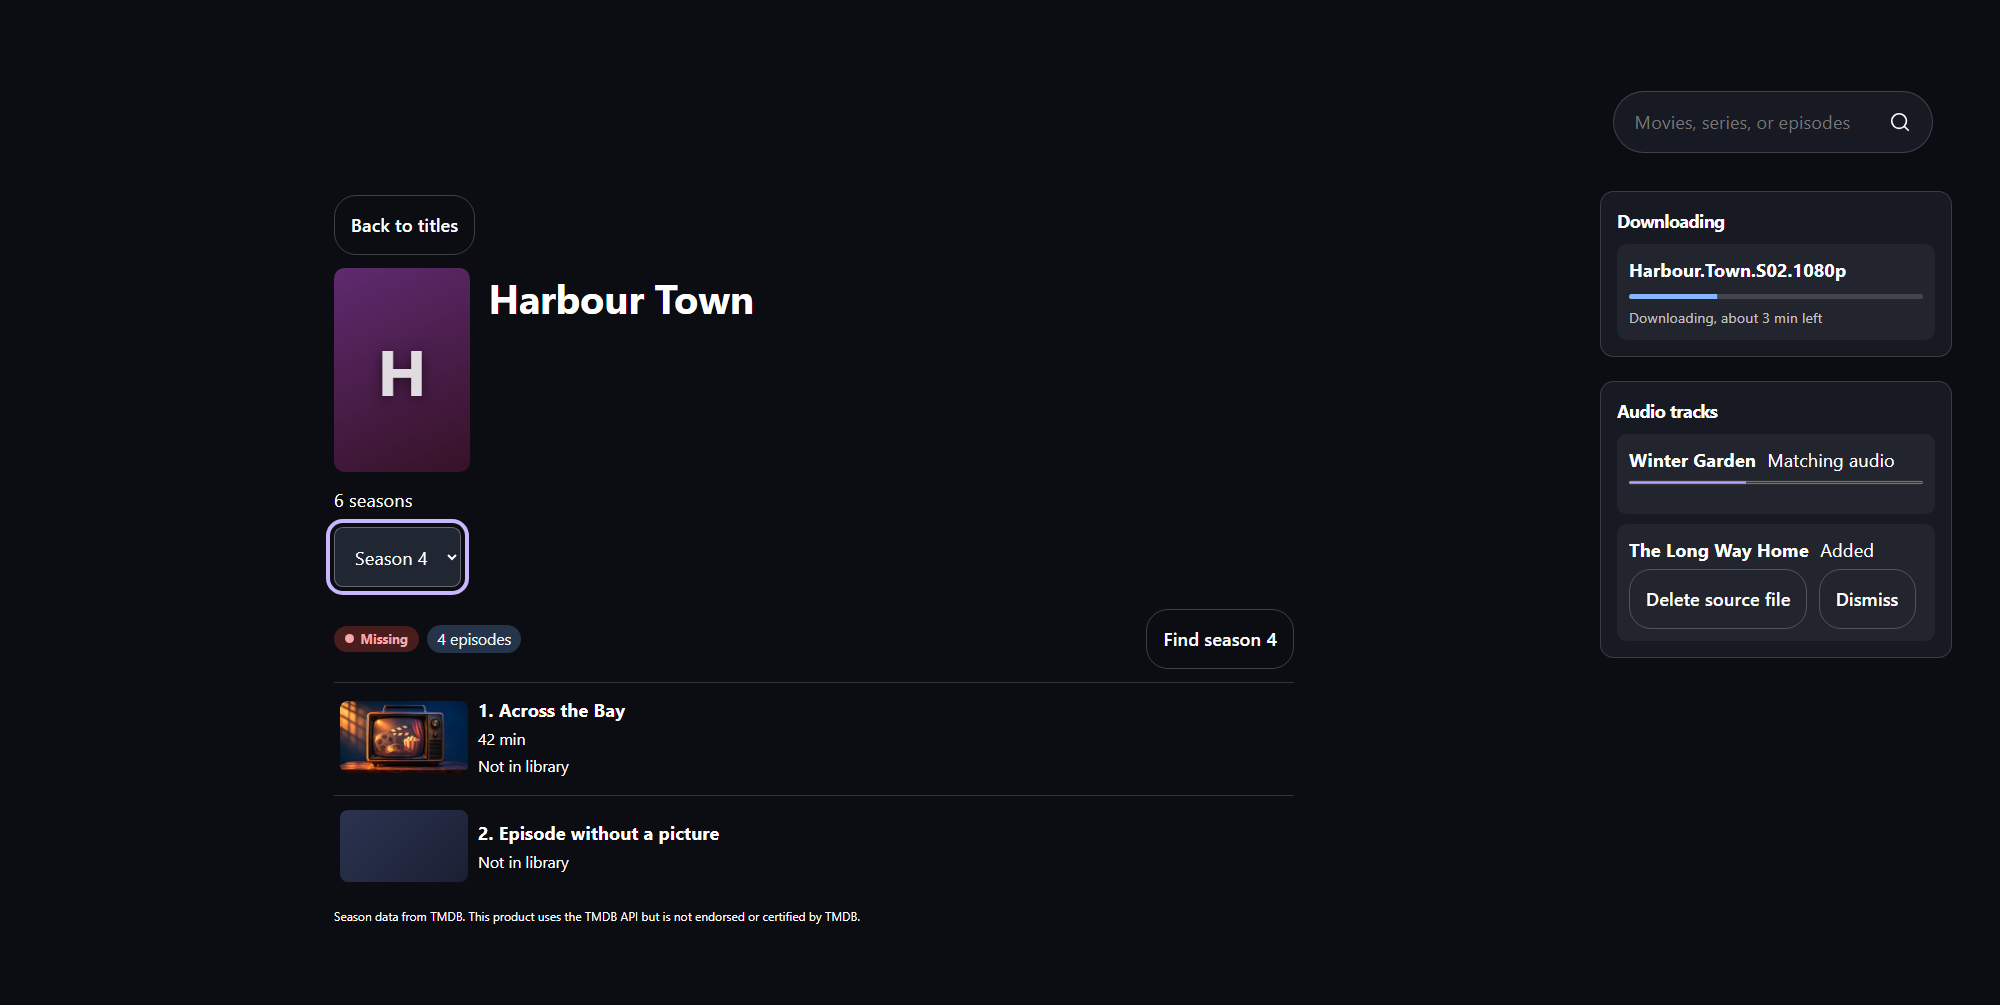 Movies, series, or episodes
Back to titles
H
Harbour Town
6 seasons
Season 4
Missing
4 episodes
Find season 4
1. Across the Bay
42 min
Not in library
2. Episode without a picture
Not in library
Season data from TMDB. This product uses the TMDB API but is not endorsed or certified by TMDB.
Downloading
Harbour.Town.S02.1080p
Downloading, about 3 min left
Audio tracks
Winter Garden Matching audio
The Long Way Home Added
Delete source file
Dismiss